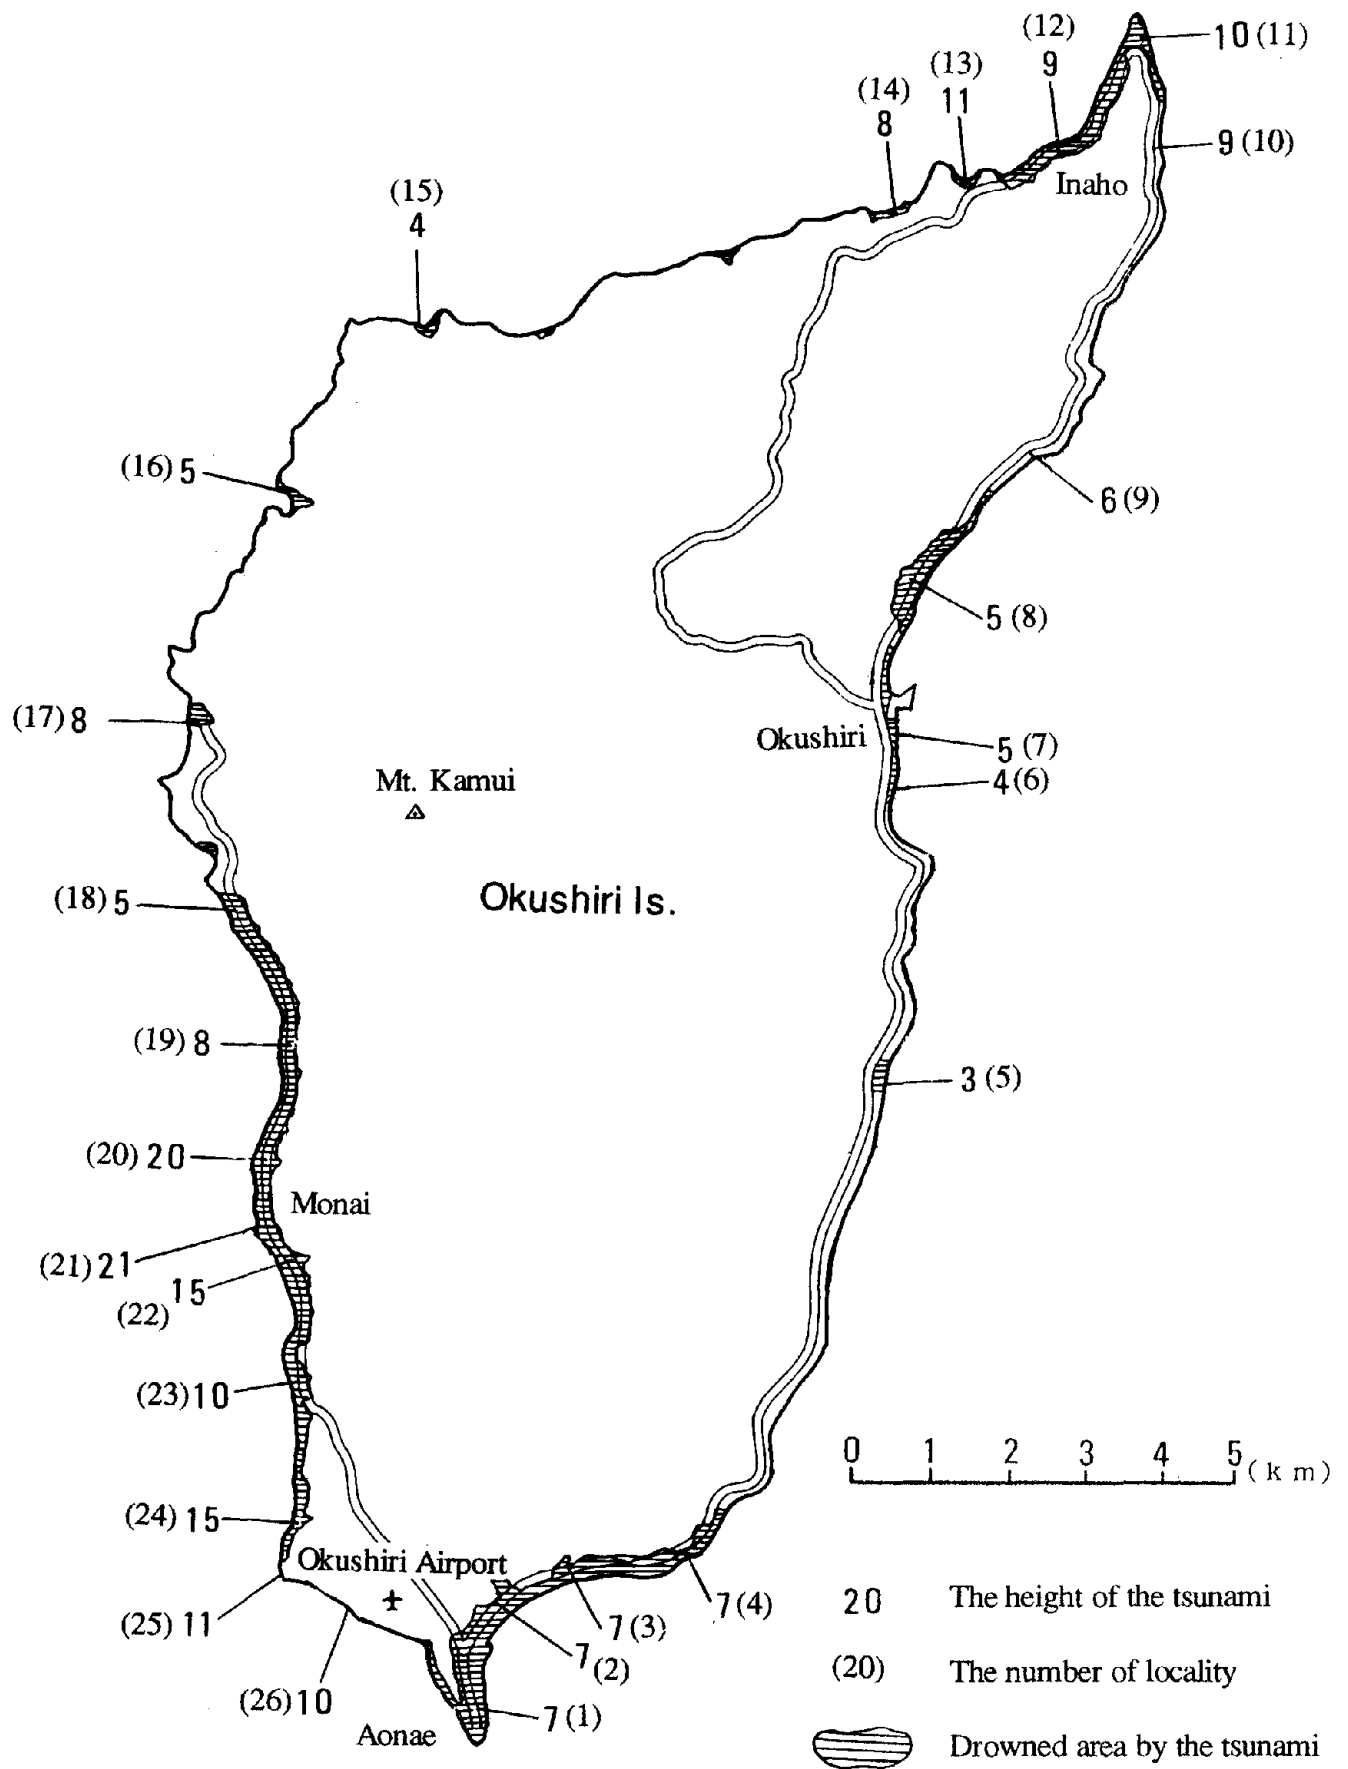 10 (11)
(12)
9
(13)
11
(14)
8
9 (10)
Inaho
(15)
4
(16) 5
6 (9)
5 (8)
(17) 8
Okushiri
5 (7)
4 (6)
Mt. Kamui
(18) 5
Okushiri Is.
(19) 8
3 (5)
(20) 20
Monai
(21) 21
15
(22)
(23) 10
0 1 2 3 4 5 (km)
(24) 15
Okushiri Airport
(25) 11
7 (4)
7 (3)
7 (2)
(26) 10
7 (1)
Aonae
20 The height of the tsunami
(20) The number of locality
Drowned area by the tsunami